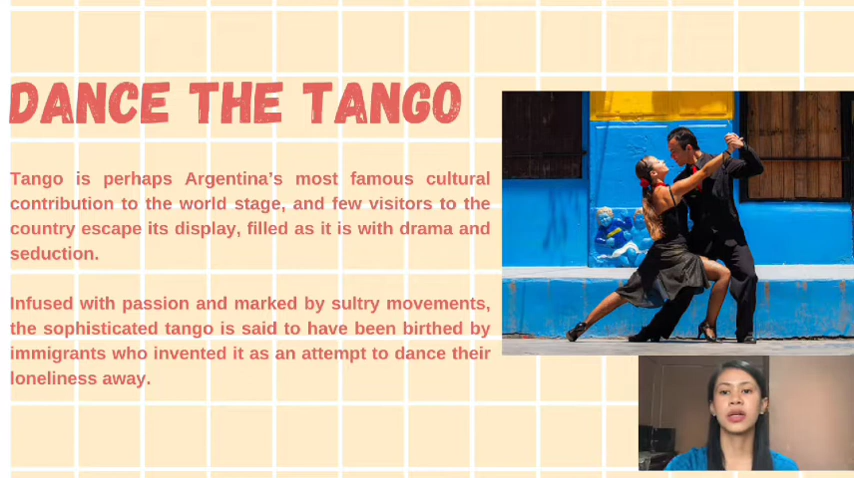 DANCE THE TANGO
Tango is perhaps Argentina's most famous cultural
contribution to the world stage, and few visitors to the
country escape its display, filled as it is with drama and
seduction.
Infused with passion and marked by sultry movements,
the sophisticated tango is said to have been birthed by
immigrants who invented it as an attempt to dance their
loneliness away.